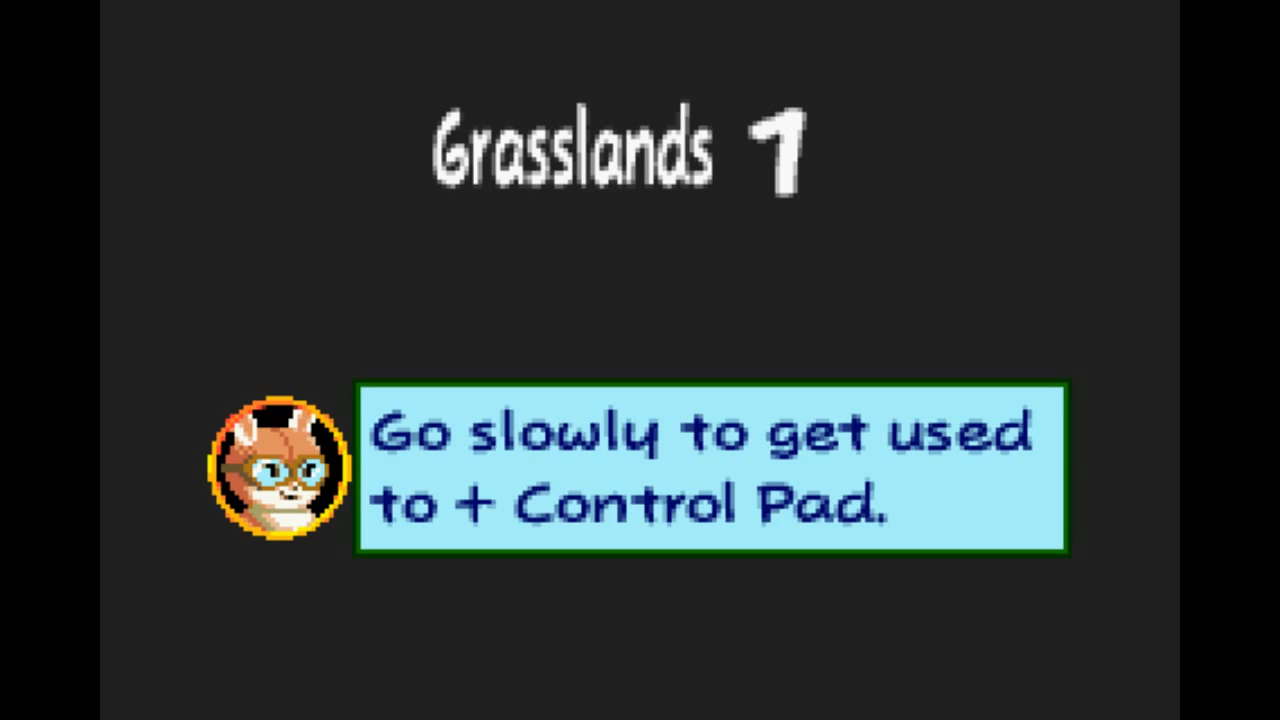 Grasslands 1
Go slowly to get used
to + Control Pad.